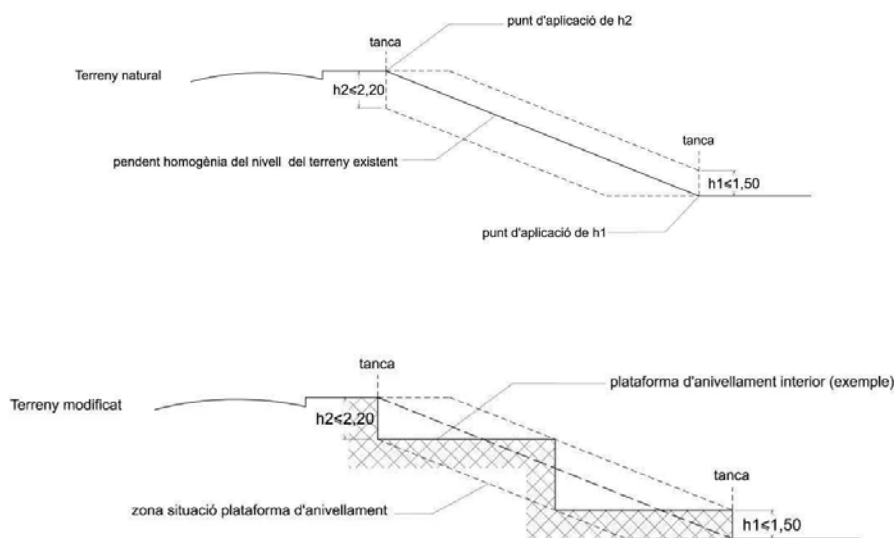 punt d'aplicació de h2
tanca
Terreny natural
h2⩽2,20
tanca
pendent homogènia del nivell del terreny existent
h1⩽1,50
punt d'aplicació de h1
tanca
plataforma d'anivellament interior (exemple)
Terreny modificat
h2⩽2,20
tanca
zona situació plataforma d'anivellament
h1⩽1,50